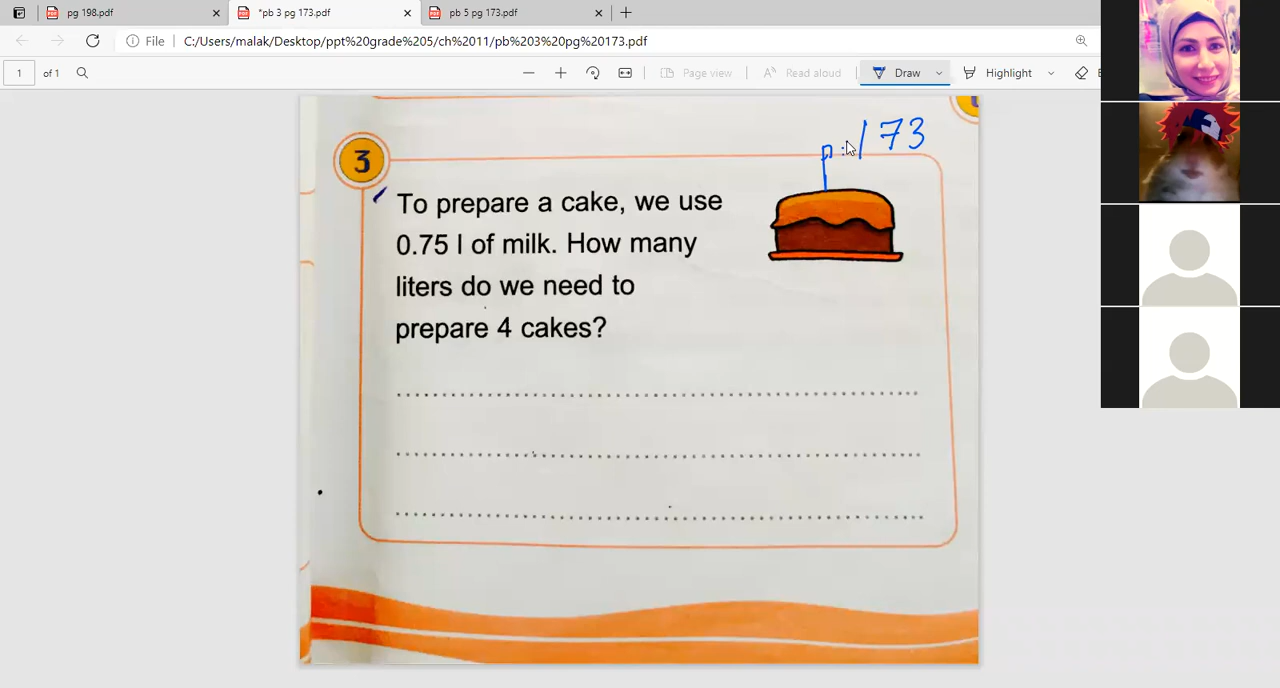 pg 198.pdf
*pb 3 pg 173.pdf
pb 5 pg 173.pdf
File
C:/Users/malak/Desktop/ppt%20grade%205/ch%2011/pb%203%20pg%20173.pdf
1 of 1
Page view
Read aloud
Draw
Highlight
p. 173
3
To prepare a cake, we use
0.75 l of milk. How many
liters do we need to
prepare 4 cakes?